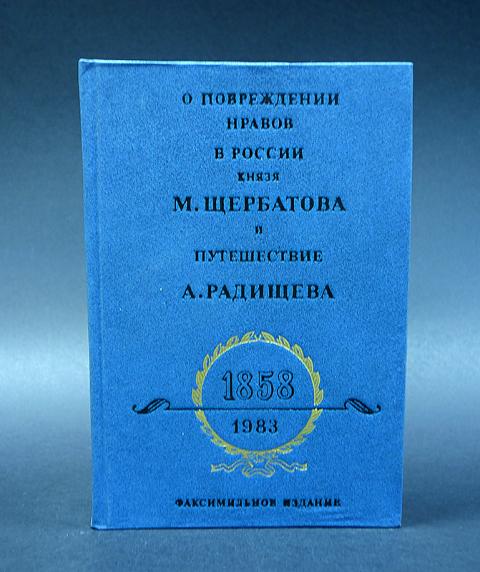 О ПОВРЕЖДЕНИИ
НРАВОВ
В РОССИИ
КНЯЗЯ
М. ЩЕРБАТОВА
И
ПУТЕШЕСТВИЕ
А. РАДИЩЕВА
1858
1983
ФАКСИМИЛЬНОЕ ИЗДАНИЕ